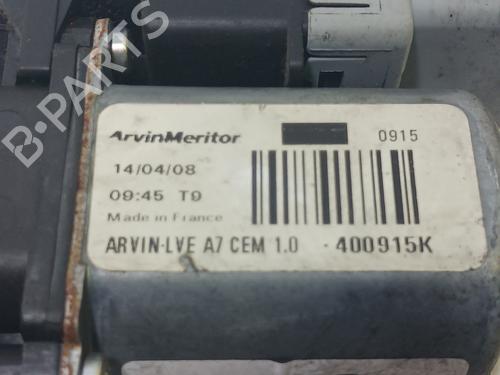 B-PARTS
ArvinMeritor 0915
14/04/08
09:45 T9
Made in France
ARVIN-LVE A7 CEM 1.0 - 400915K